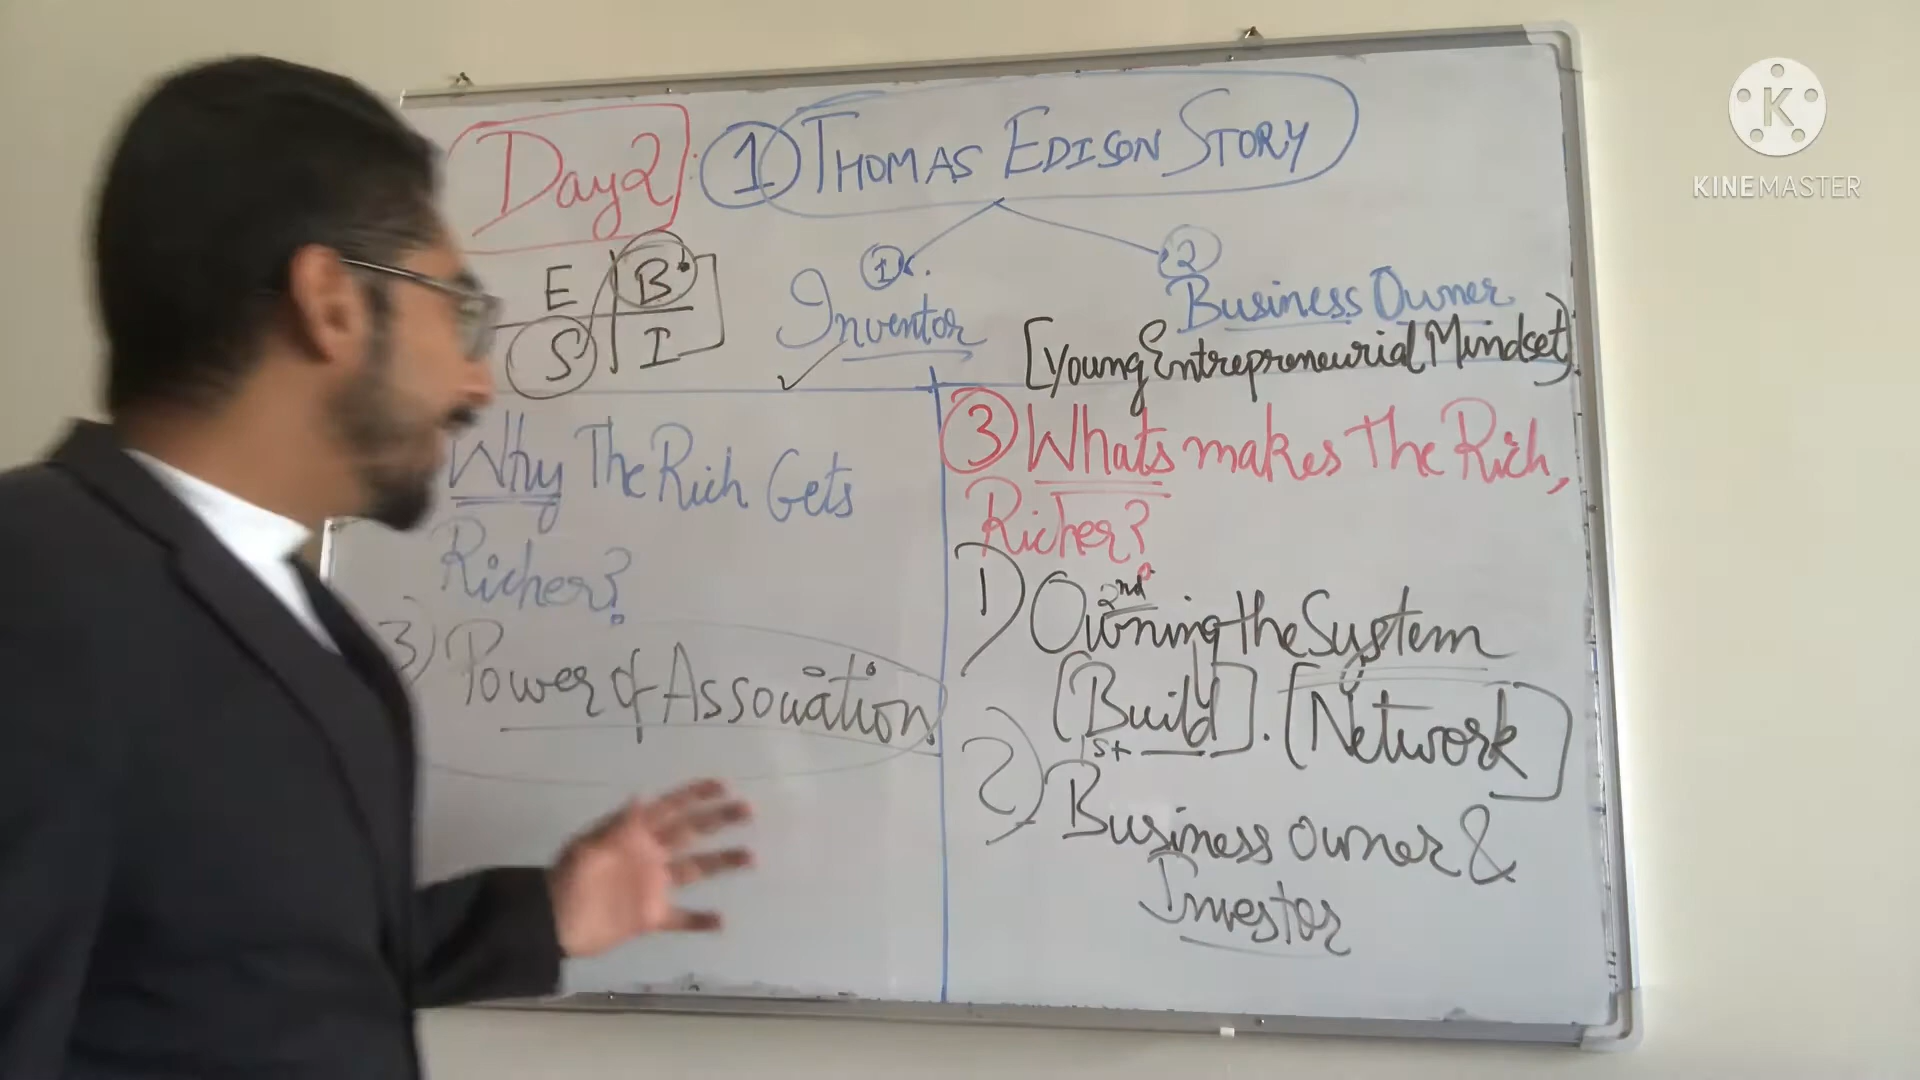 Day 2
1 THOMAS EDISON STORY
E B
S I
1
Inventor
2
Business Owner
[Young Entrepreneurial Mindset]
Why The Rich Gets
Richer?
3) Power of Association
3 Whats makes The Rich,
Richer?
2nd
1) Owning the System
[Build]. [Network]
1st
2) Business owner &
Investor
K
KINEMASTER